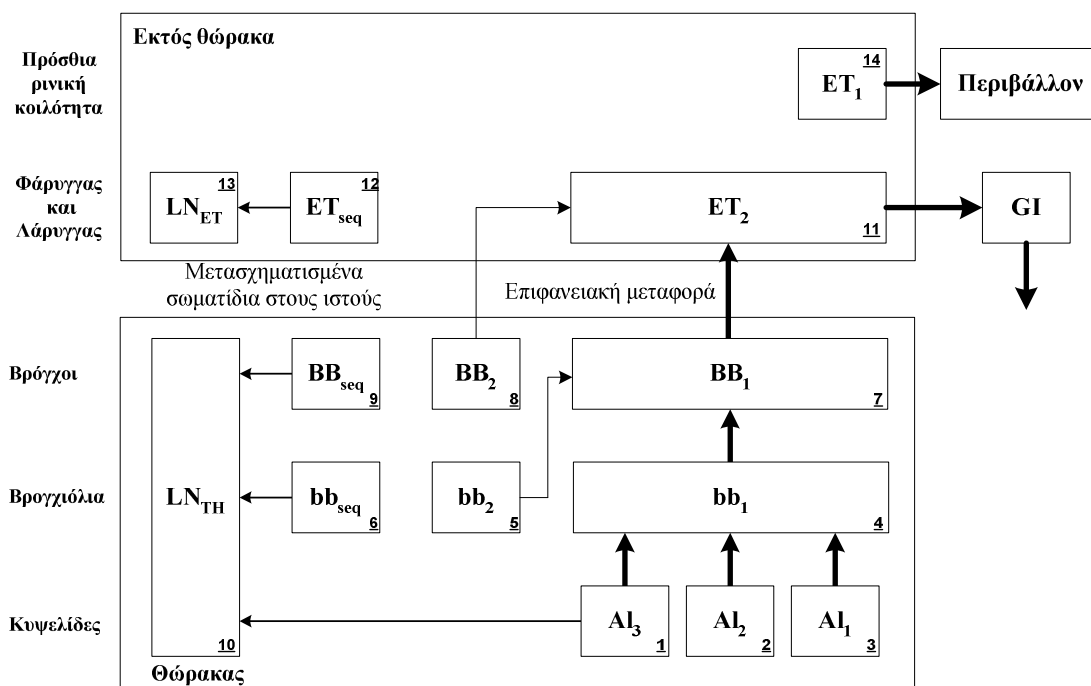 Εκτός θώρακα
Πρόσθια
ρινική
κοιλότητα
14
ET1
Περιβάλλον
Φάρυγγας
και
Λάρυγγας
13
LNET
12
ETseq
ET2
11
GI
Μετασχηματισμένα
σωματίδια στους ιστούς
Επιφανειακή μεταφορά
Βρόγχοι
BBseq
9
BB2
8
BB1
7
Βρογχιόλια
LNTH
bbseq
6
bb2
5
bb1
4
Κυψελίδες
10
Al3
1
Al2
2
Al1
3
Θώρακας